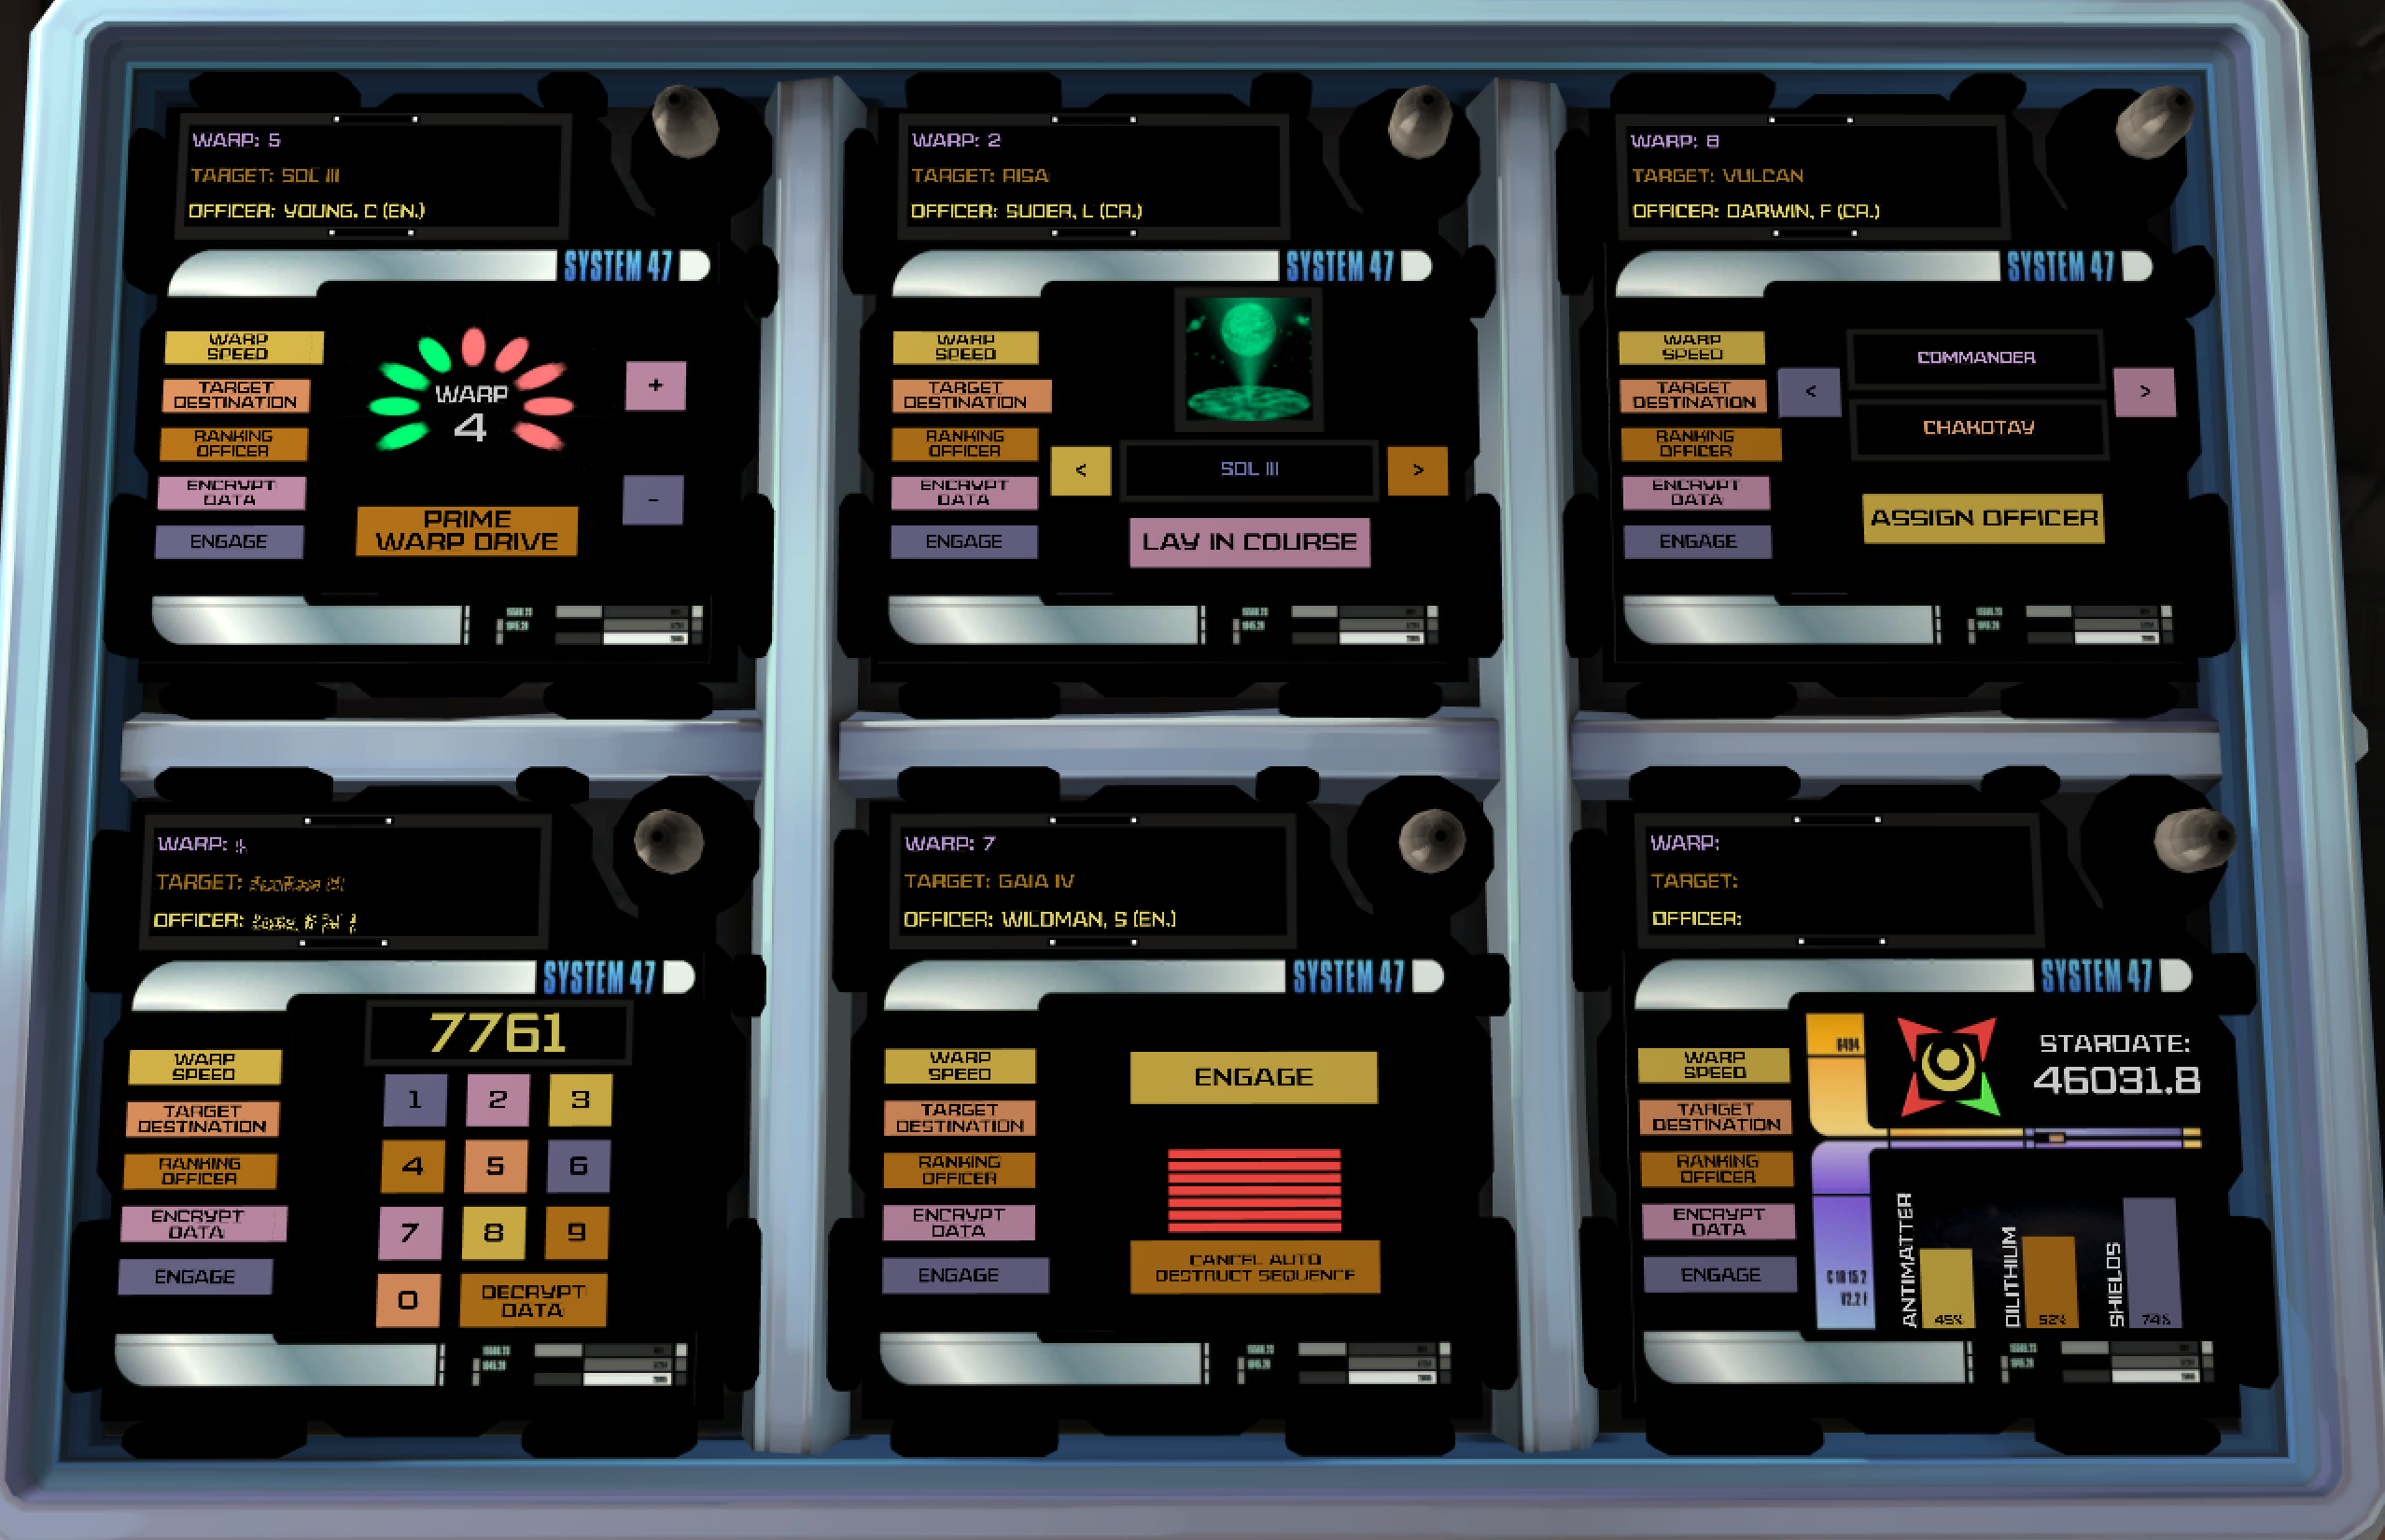 WARP: 5
TARGET: SOL III
OFFICER: YOUNG, C (EN.)
SYSTEM 47
WARP
SPEED
TARGET
DESTINATION
RANKING
OFFICER
ENCRYPT
DATA
ENGAGE
WARP
4
+
-
PRIME
WARP DRIVE
WARP: 2
TARGET: RISA
OFFICER: SUDER, L (CR.)
SYSTEM 47
WARP
SPEED
TARGET
DESTINATION
RANKING
OFFICER
ENCRYPT
DATA
ENGAGE
<
SOL III
>
LAY IN COURSE
WARP: 8
TARGET: VULCAN
OFFICER: DARWIN, F (CR.)
SYSTEM 47
WARP
SPEED
TARGET
DESTINATION
RANKING
OFFICER
ENCRYPT
DATA
ENGAGE
<
COMMANDER
CHAKOTAY
>
ASSIGN OFFICER
WARP:
TARGET:
OFFICER:
SYSTEM 47
WARP
SPEED
TARGET
DESTINATION
RANKING
OFFICER
ENCRYPT
DATA
ENGAGE
7761
1 2 3
4 5 6
7 8 9
0
DECRYPT
DATA
WARP: 7
TARGET: GAIA IV
OFFICER: WILDMAN, S (EN.)
SYSTEM 47
WARP
SPEED
TARGET
DESTINATION
RANKING
OFFICER
ENCRYPT
DATA
ENGAGE
ENGAGE
CANCEL AUTO
DESTRUCT SEQUENCE
WARP:
TARGET:
OFFICER:
SYSTEM 47
WARP
SPEED
TARGET
DESTINATION
RANKING
OFFICER
ENCRYPT
DATA
ENGAGE
STARDATE:
46031.8
ANTIMATTER
45%
DILITHIUM
52%
SHIELDS
74%